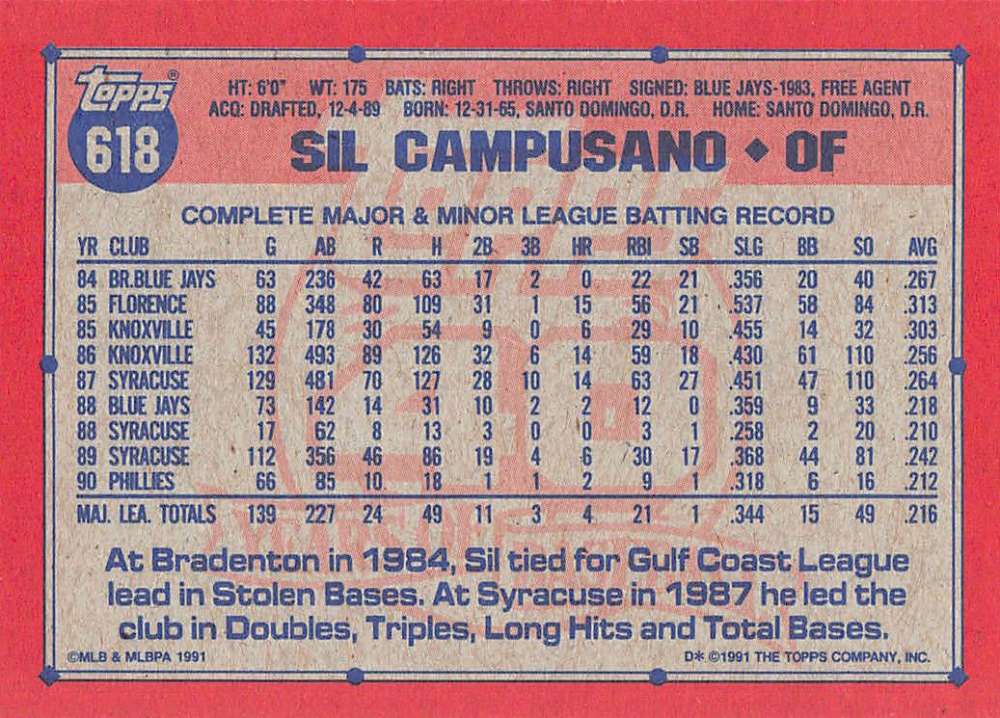 Topps®
618
HT: 6'0" WT: 175 BATS: RIGHT THROWS: RIGHT SIGNED: BLUE JAYS-1983, FREE AGENT
ACQ: DRAFTED, 12-4-89 BORN: 12-31-65, SANTO DOMINGO, D.R. HOME: SANTO DOMINGO, D.R.
SIL CAMPUSANO ◆ OF
COMPLETE MAJOR & MINOR LEAGUE BATTING RECORD
YR CLUB G AB R H 2B 3B HR RBI SB SLG BB SO AVG
84 BR.BLUE JAYS 63 236 42 63 17 2 0 22 21 .356 20 40 .267
85 FLORENCE 88 348 80 109 31 1 15 56 21 .537 58 84 .313
85 KNOXVILLE 45 178 30 54 9 0 6 29 10 .455 14 32 .303
86 KNOXVILLE 132 493 89 126 32 6 14 59 18 .430 61 110 .256
87 SYRACUSE 129 481 70 127 28 10 14 63 27 .451 47 110 .264
88 BLUE JAYS 73 142 14 31 10 2 2 12 0 .359 9 33 .218
88 SYRACUSE 17 62 8 13 3 0 0 3 1 .258 2 20 .210
89 SYRACUSE 112 356 46 86 19 4 6 30 17 .368 44 81 .242
90 PHILLIES 66 85 10 18 1 1 2 9 1 .318 6 16 .212
MAJ. LEA. TOTALS 139 227 24 49 11 3 4 21 1 .344 15 49 .216
At Bradenton in 1984, Sil tied for Gulf Coast League
lead in Stolen Bases. At Syracuse in 1987 he led the
club in Doubles, Triples, Long Hits and Total Bases.
©MLB & MLBPA 1991 D* ©1991 THE TOPPS COMPANY, INC.